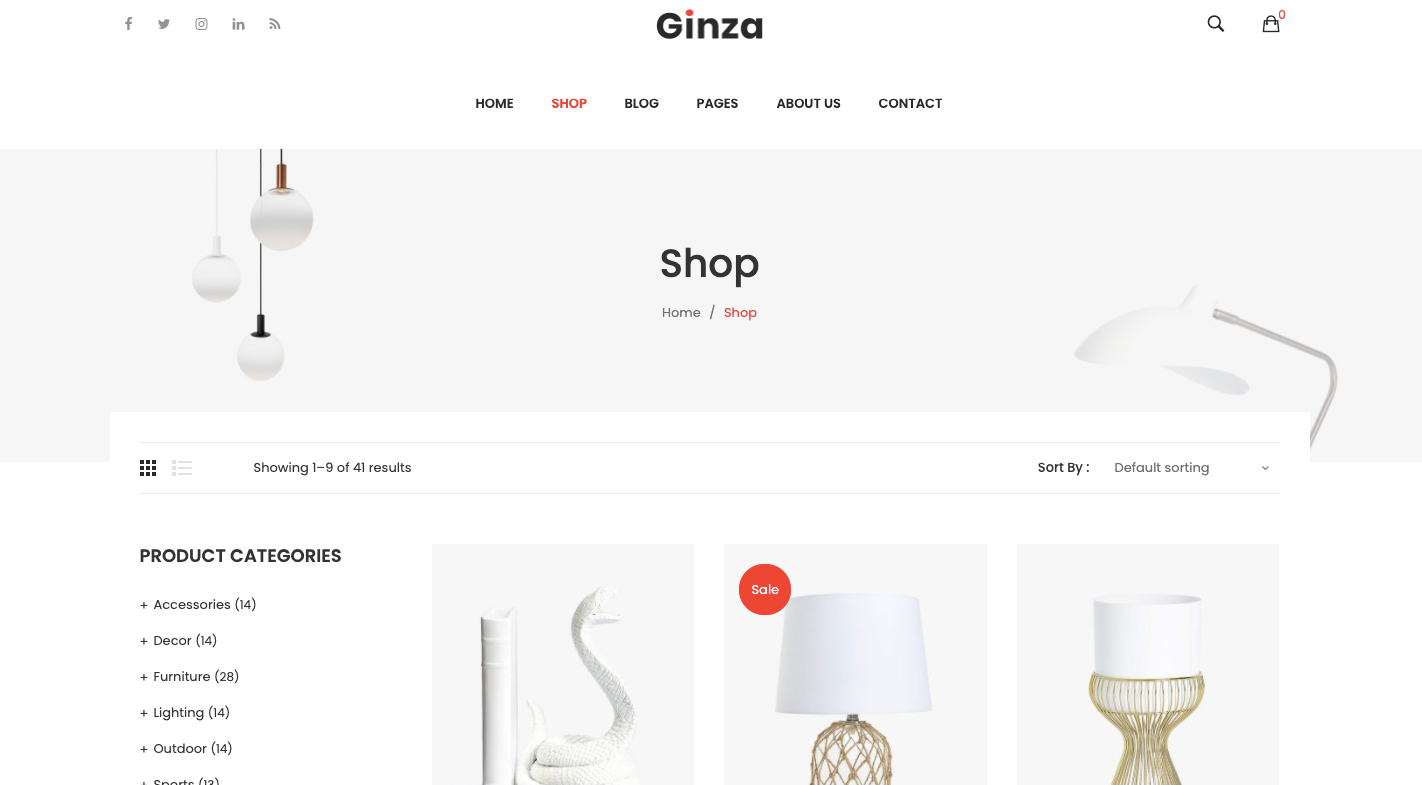 Ginza
0
HOME SHOP BLOG PAGES ABOUT US CONTACT
Shop
Home / Shop
Showing 1–9 of 41 results
Sort By : Default sorting
PRODUCT CATEGORIES
+ Accessories (14)
+ Decor (14)
+ Furniture (28)
+ Lighting (14)
+ Outdoor (14)
+ Sports (13)
Sale